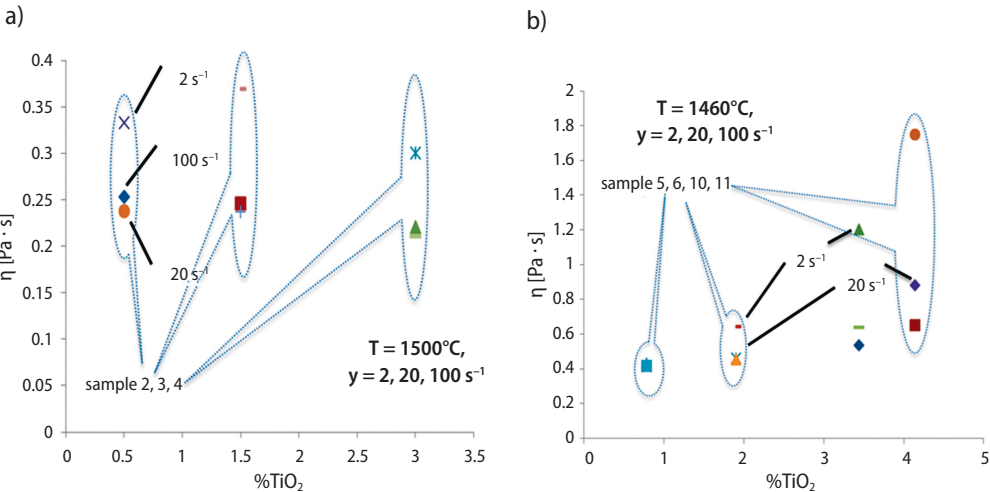 a)
0.4
0.35
0.3
0.25
0.2
0.15
0.1
0.05
0
η [Pa · s]
2 s⁻¹
100 s⁻¹
20 s⁻¹
sample 2, 3, 4
T = 1500°C,
y = 2, 20, 100 s⁻¹
0 0.5 1 1.5 2 2.5 3 3.5
%TiO₂
b)
2
1.8
1.6
1.4
1.2
1
0.8
0.6
0.4
0.2
0
η [Pa · s]
T = 1460°C,
y = 2, 20, 100 s⁻¹
sample 5, 6, 10, 11
2 s⁻¹
20 s⁻¹
0 1 2 3 4 5
%TiO₂